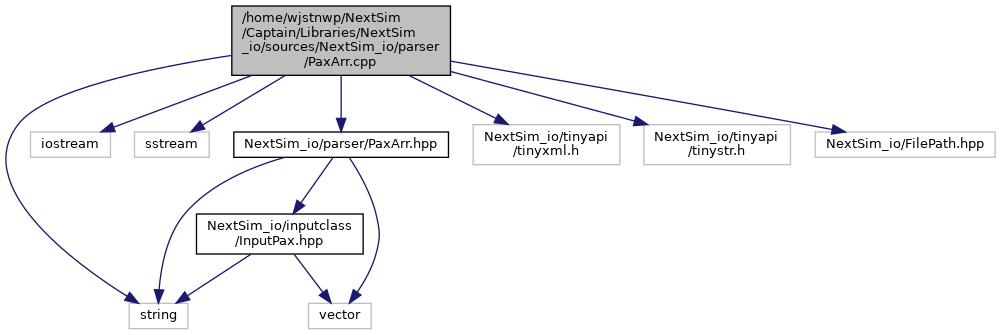 /home/wjstnwp/NextSim
/Captain/Libraries/NextSim
_io/sources/NextSim_io/parser
/PaxArr.cpp
iostream
sstream
NextSim_io/parser/PaxArr.hpp
NextSim_io/tinyapi
/tinyxml.h
NextSim_io/tinyapi
/tinystr.h
NextSim_io/FilePath.hpp
NextSim_io/inputclass
/InputPax.hpp
string
vector